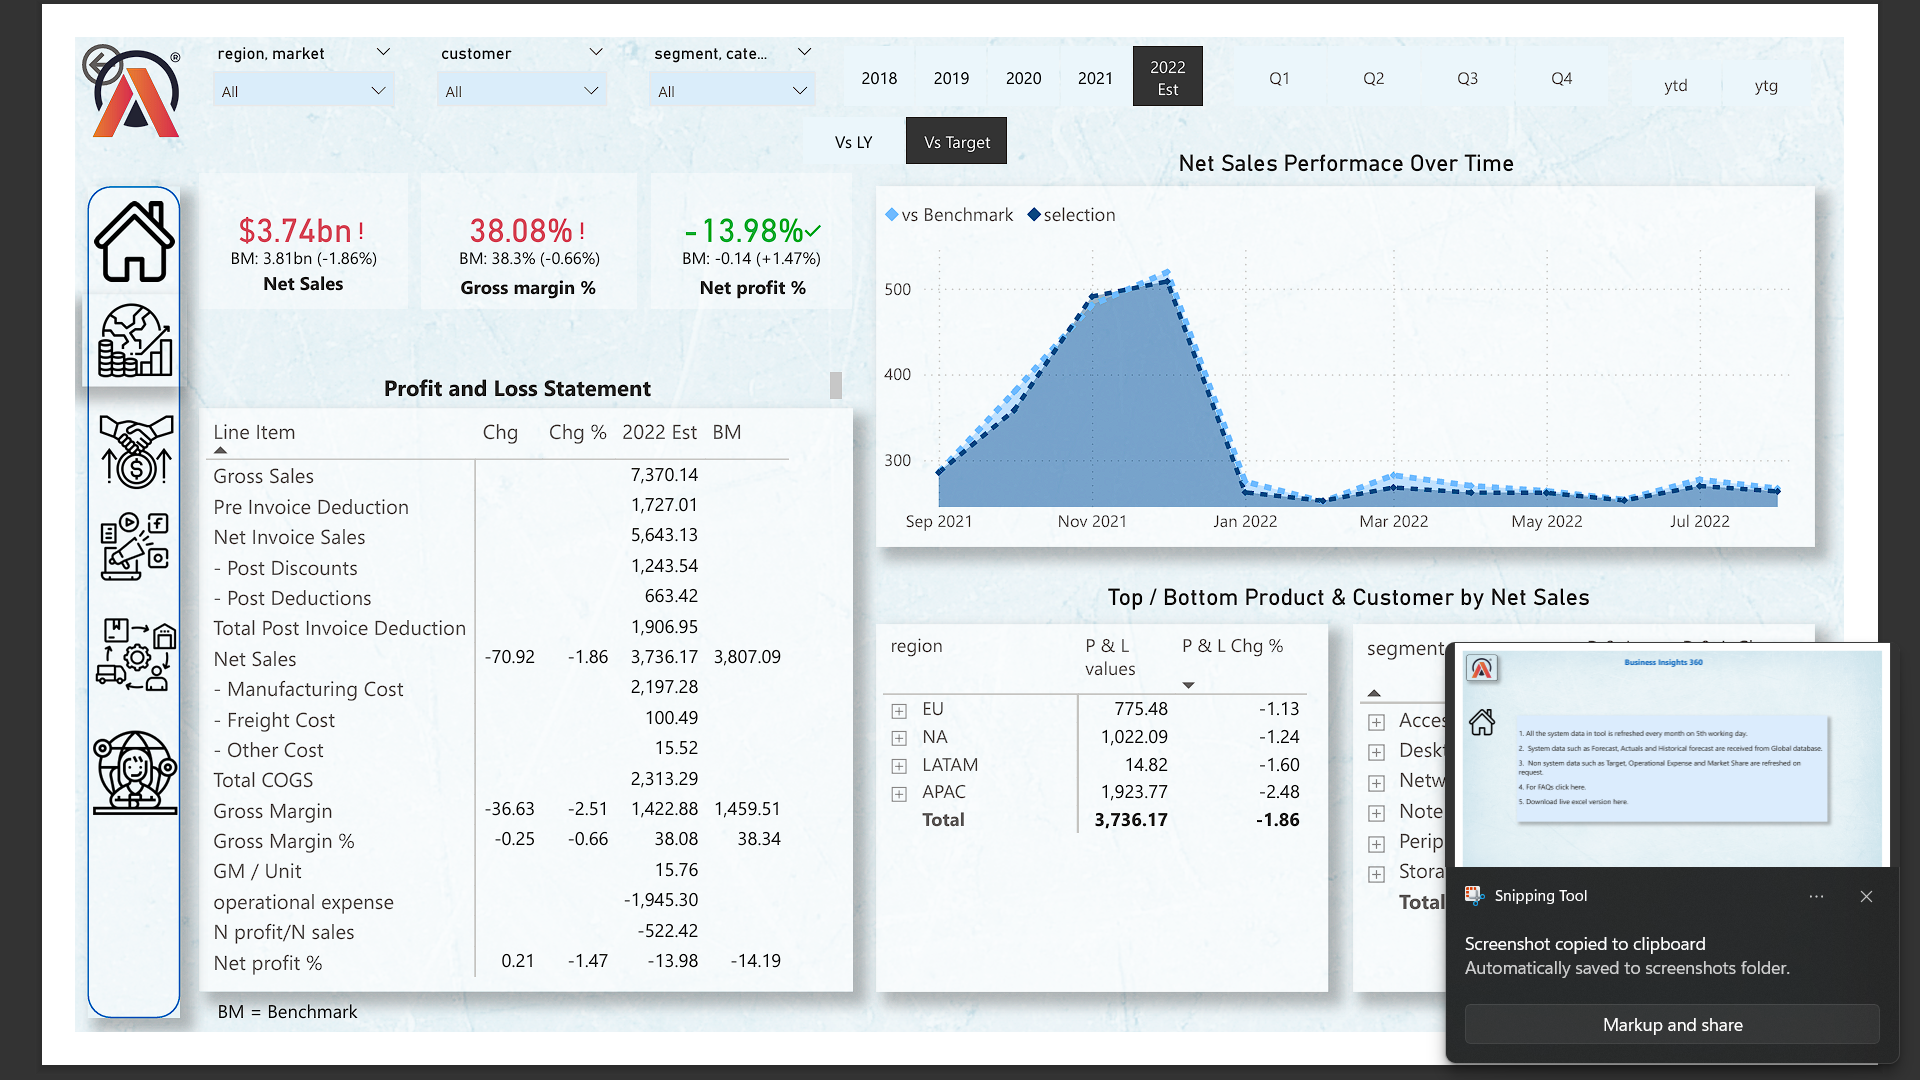 region, market
customer
segment, cate...
All
All
All
2018
2019
2020
2021
2022
Est
Q1
Q2
Q3
Q4
ytd
ytg
Vs LY
Vs Target
$3.74bn !
BM: 3.81bn (-1.86%)
Net Sales
38.08% !
BM: 38.3% (-0.66%)
Gross margin %
-13.98%✓
BM: -0.14 (+1.47%)
Net profit %
Net Sales Performace Over Time
vs Benchmark
selection
500
400
300
Sep 2021
Nov 2021
Jan 2022
Mar 2022
May 2022
Jul 2022
Profit and Loss Statement
Line Item Chg Chg % 2022 Est BM
Gross Sales 7,370.14
Pre Invoice Deduction 1,727.01
Net Invoice Sales 5,643.13
- Post Discounts 1,243.54
- Post Deductions 663.42
Total Post Invoice Deduction 1,906.95
Net Sales -70.92 -1.86 3,736.17 3,807.09
- Manufacturing Cost 2,197.28
- Freight Cost 100.49
- Other Cost 15.52
Total COGS 2,313.29
Gross Margin -36.63 -2.51 1,422.88 1,459.51
Gross Margin % -0.25 -0.66 38.08 38.34
GM / Unit 15.76
operational expense -1,945.30
N profit/N sales -522.42
Net profit % 0.21 -1.47 -13.98 -14.19
BM = Benchmark
Top / Bottom Product & Customer by Net Sales
region P & L values P & L Chg %
EU 775.48 -1.13
NA 1,022.09 -1.24
LATAM 14.82 -1.60
APAC 1,923.77 -2.48
Total 3,736.17 -1.86
segment
Acces
Deskt
Netw
Note
Perip
Stora
Total
Business Insights 360
1. All the system data in tool is refreshed every month on 5th working day.
2. System data such as Forecast, Actuals and Historical forecast are received from Global database.
3. Non system data such as Target, Operational Expense and Market Share are refreshed on
request.
4. For FAQs click here.
5. Download live excel version here.
Snipping Tool
Screenshot copied to clipboard
Automatically saved to screenshots folder.
Markup and share